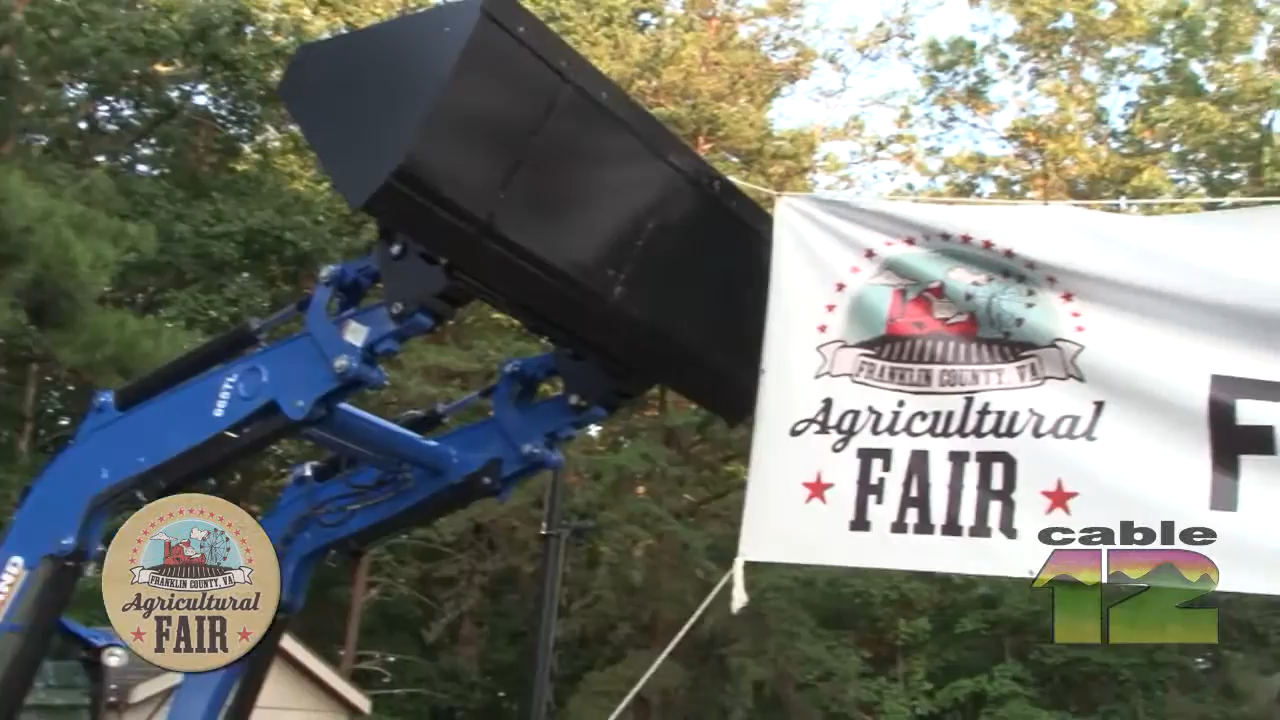 FRANKLIN COUNTY, VA
Agricultural
FAIR
F
FRANKLIN COUNTY, VA
Agricultural
FAIR
cable
12